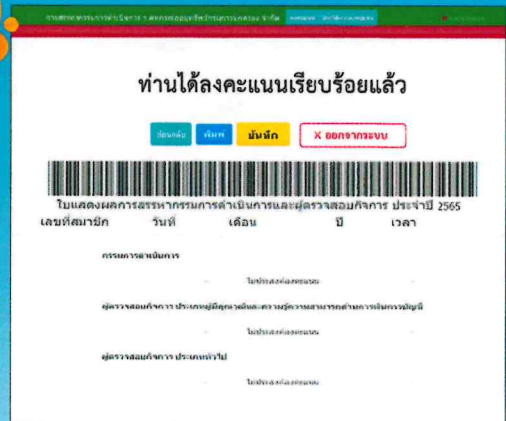 ท่านได้ลงคะแนนเรียบร้อยแล้ว
ย้อนกลับ พิมพ์ บันทึก X ออกจากระบบ
ใบแสดงผลการสรรหากรรมการดำเนินการและผู้ตรวจสอบกิจการ ประจำปี 2565
เลขที่สมาชิก วันที่ เดือน ปี เวลา
กรรมการดำเนินการ
ไม่ประสงค์ลงคะแนน
ผู้ตรวจสอบกิจการ ประเภทผู้มีคุณวุฒิและความรู้ความสามารถด้านการเงินการบัญชี
ไม่ประสงค์ลงคะแนน
ผู้ตรวจสอบกิจการ ประเภททั่วไป
ไม่ประสงค์ลงคะแนน